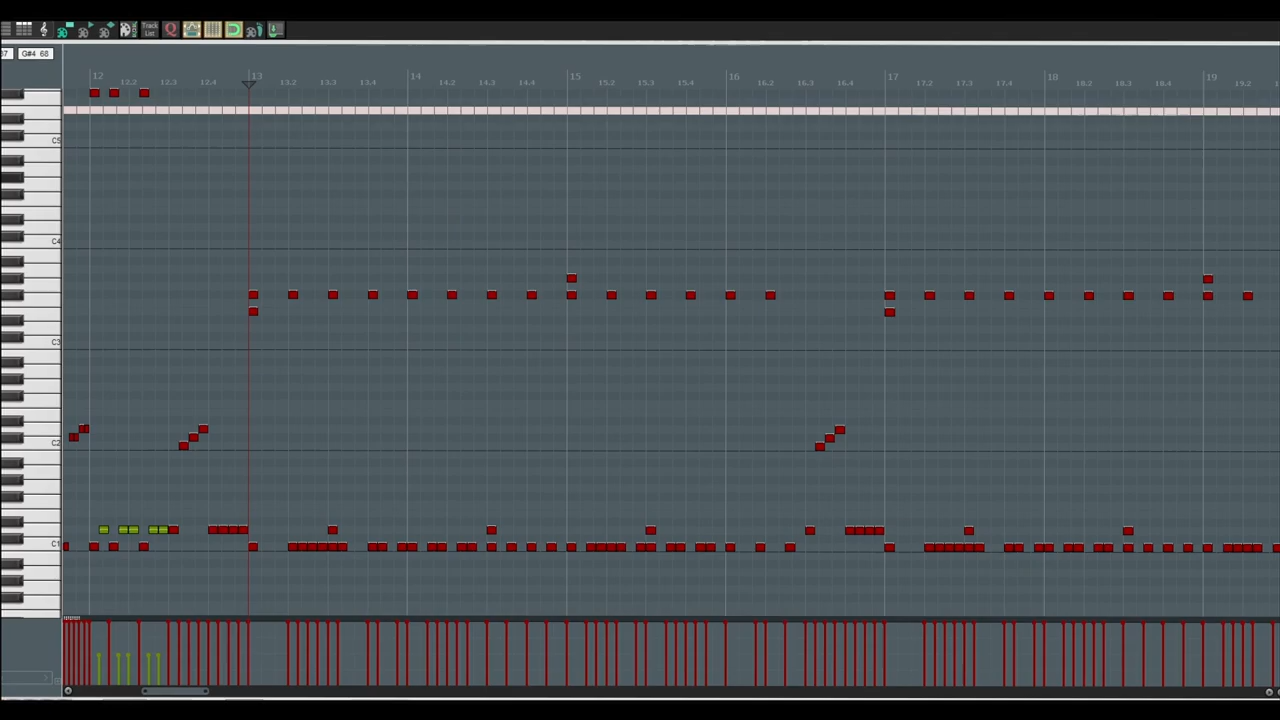 Track
List
Q
37 G#4 68
12 13 14 15 16 17 18 19
12.2 12.3 12.4 13.2 13.3 13.4 14.2 14.3 14.4 15.2 15.3 15.4 16.2 16.3 16.4 17.2 17.3 17.4 18.2 18.3 18.4 19.2
C5
C4
C3
C2
C1